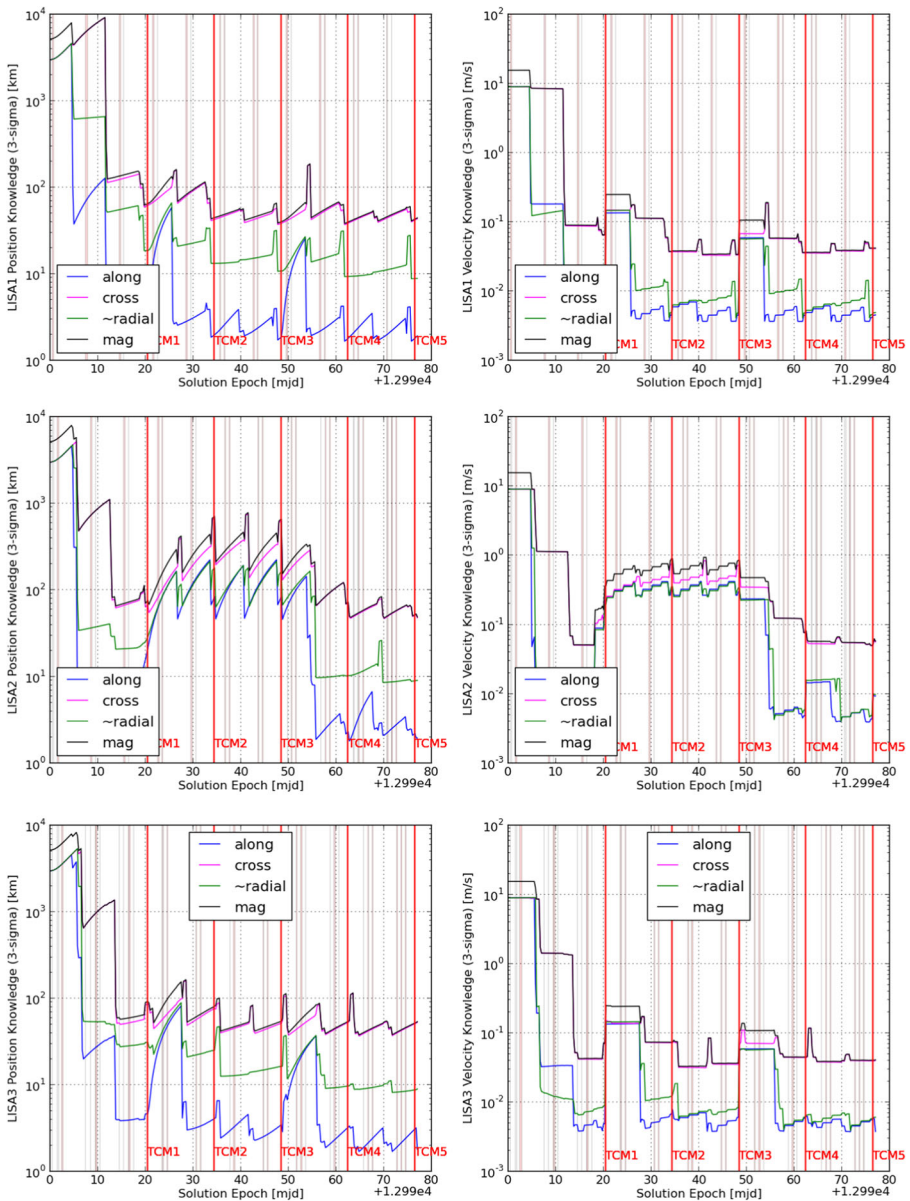 10^4
10^3
10^2
10^1
10^0
LISA1 Position Knowledge (3-sigma) [km]
along
cross
~radial
mag
TCM1
TCM2
TCM3
TCM4
TCM5
0 10 20 30 40 50 60 70 80
Solution Epoch [mjd]
+1.299e4
10^2
10^1
10^0
10^-1
10^-2
10^-3
LISA1 Velocity Knowledge (3-sigma) [m/s]
along
cross
~radial
mag
TCM1
TCM2
TCM3
TCM4
TCM5
0 10 20 30 40 50 60 70 80
Solution Epoch [mjd]
+1.299e4
10^4
10^3
10^2
10^1
10^0
LISA2 Position Knowledge (3-sigma) [km]
along
cross
~radial
mag
TCM1
TCM2
TCM3
TCM4
TCM5
0 10 20 30 40 50 60 70 80
Solution Epoch [mjd]
+1.299e4
10^2
10^1
10^0
10^-1
10^-2
10^-3
LISA2 Velocity Knowledge (3-sigma) [m/s]
along
cross
~radial
mag
TCM1
TCM2
TCM3
TCM4
TCM5
0 10 20 30 40 50 60 70 80
Solution Epoch [mjd]
+1.299e4
10^4
10^3
10^2
10^1
10^0
LISA3 Position Knowledge (3-sigma) [km]
along
cross
~radial
mag
TCM1
TCM2
TCM3
TCM4
TCM5
0 10 20 30 40 50 60 70 80
Solution Epoch [mjd]
+1.299e4
10^2
10^1
10^0
10^-1
10^-2
10^-3
LISA3 Velocity Knowledge (3-sigma) [m/s]
along
cross
~radial
mag
TCM1
TCM2
TCM3
TCM4
TCM5
0 10 20 30 40 50 60 70 80
Solution Epoch [mjd]
+1.299e4